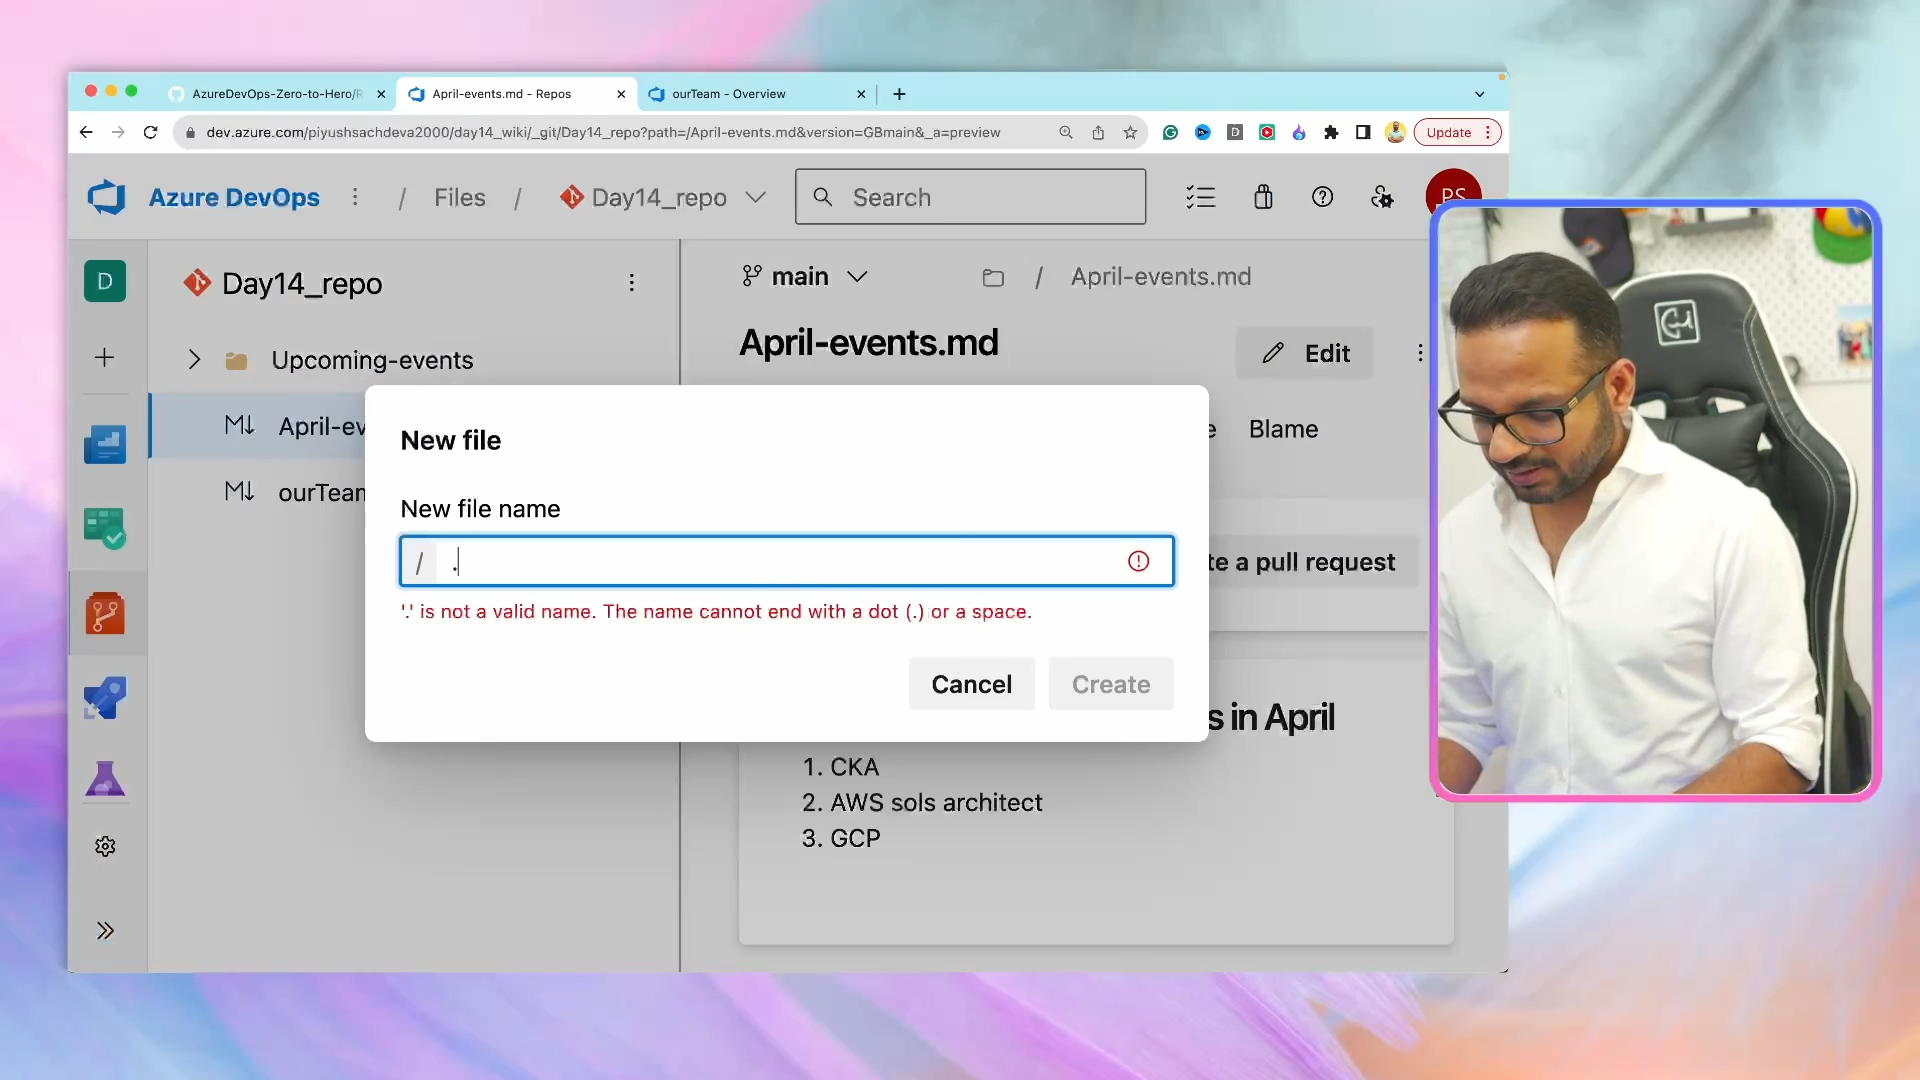 AzureDevOps-Zero-to-Hero/R
April-events.md - Repos
ourTeam - Overview
dev.azure.com/piyushsachdeva2000/day14_wiki/_git/Day14_repo?path=/April-events.md&version=GBmain&_a=preview
Update
Azure DevOps
/ Files / Day14_repo
Search
PS
D
Day14_repo
main
/ April-events.md
April-events.md
Edit
Upcoming-events
April-ev
ourTean
Blame
New file
New file name
/ .
'.' is not a valid name. The name cannot end with a dot (.) or a space.
Cancel
Create
te a pull request
s in April
1. CKA
2. AWS sols architect
3. GCP